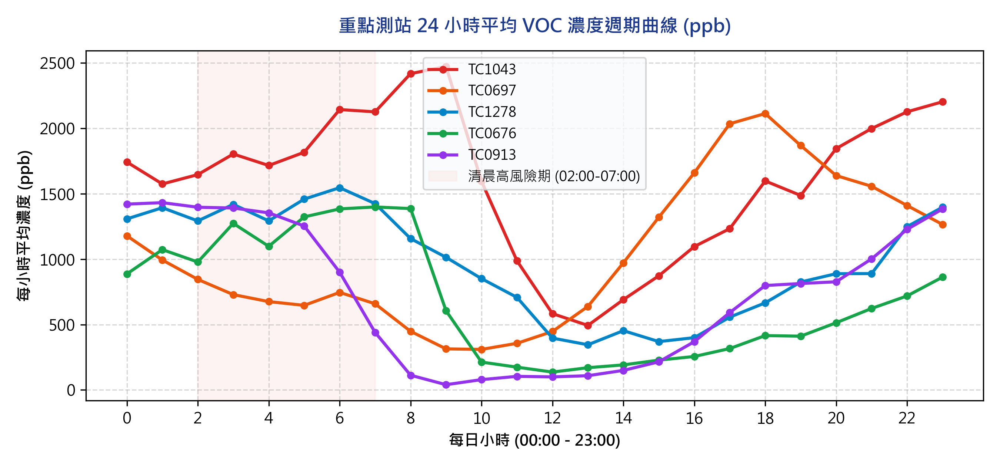 重點測站 24 小時平均 VOC 濃度週期曲線 (ppb)
每小時平均濃度 (ppb)
2500
2000
1500
1000
500
0
TC1043
TC0697
TC1278
TC0676
TC0913
清晨高風險期 (02:00-07:00)
0 2 4 6 8 10 12 14 16 18 20 22
每日小時 (00:00 - 23:00)